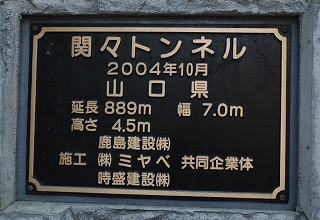 関々トンネル
2004年10月
山口県
延長 889m 幅 7.0m
高さ 4.5m
鹿島建設㈱
施工 ㈱ミヤベ 共同企業体
時盛建設㈱